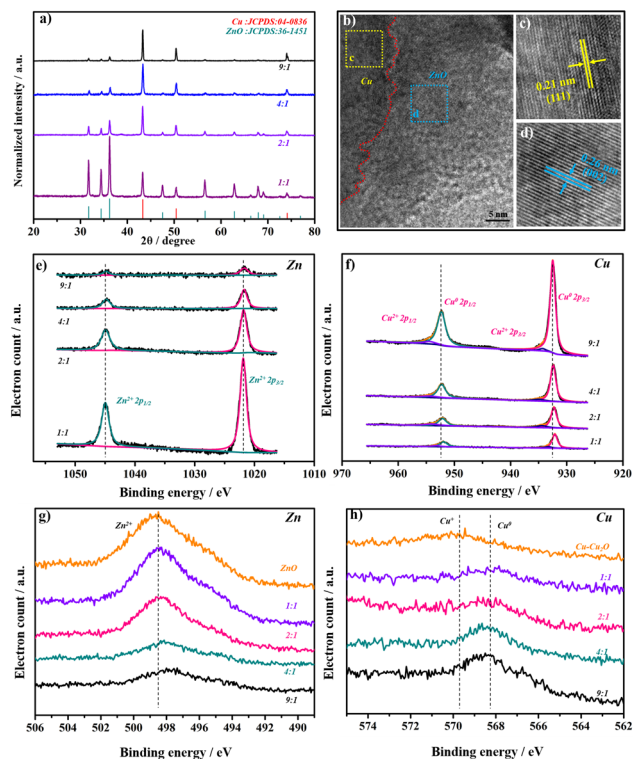 a)
Cu :JCPDS:04-0836
ZnO :JCPDS:36-1451
9:1
4:1
2:1
1:1
Normalized intensity / a.u.
20 30 40 50 60 70 80
2θ / degree
b)
c
Cu
ZnO
d
5 nm
c)
0.21 nm
(111)
d)
0.26 nm
(002)
e)
Zn
9:1
4:1
2:1
1:1
Zn²⁺ 2p₁/₂
Zn²⁺ 2p₃/₂
Electron count / a.u.
1050 1040 1030 1020 1010
Binding energy / eV
f)
Cu
Cu²⁺ 2p₁/₂
Cu⁰ 2p₁/₂
Cu²⁺ 2p₃/₂
Cu⁰ 2p₃/₂
9:1
4:1
2:1
1:1
Electron count / a.u.
970 960 950 940 930 920
Binding energy / eV
g)
Zn
Zn²⁺
ZnO
1:1
2:1
4:1
9:1
Electron count / a.u.
506 504 502 500 498 496 494 492 490
Binding energy / eV
h)
Cu
Cu⁺
Cu⁰
Cu-Cu₂O
1:1
2:1
4:1
9:1
Electron count / a.u.
574 572 570 568 566 564 562
Binding energy / eV